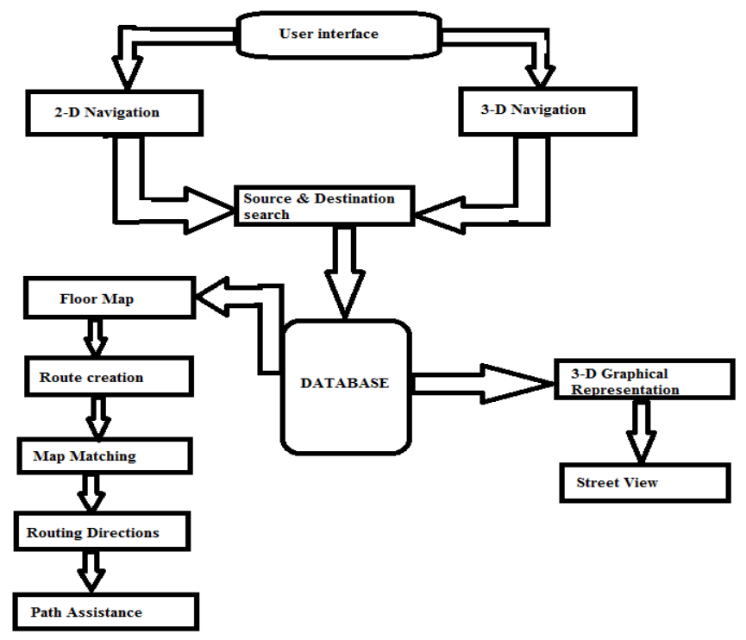 User interface
2-D Navigation
3-D Navigation
Source & Destination
search
Floor Map
Route creation
Map Matching
Routing Directions
Path Assistance
DATABASE
3-D Graphical
Representation
Street View